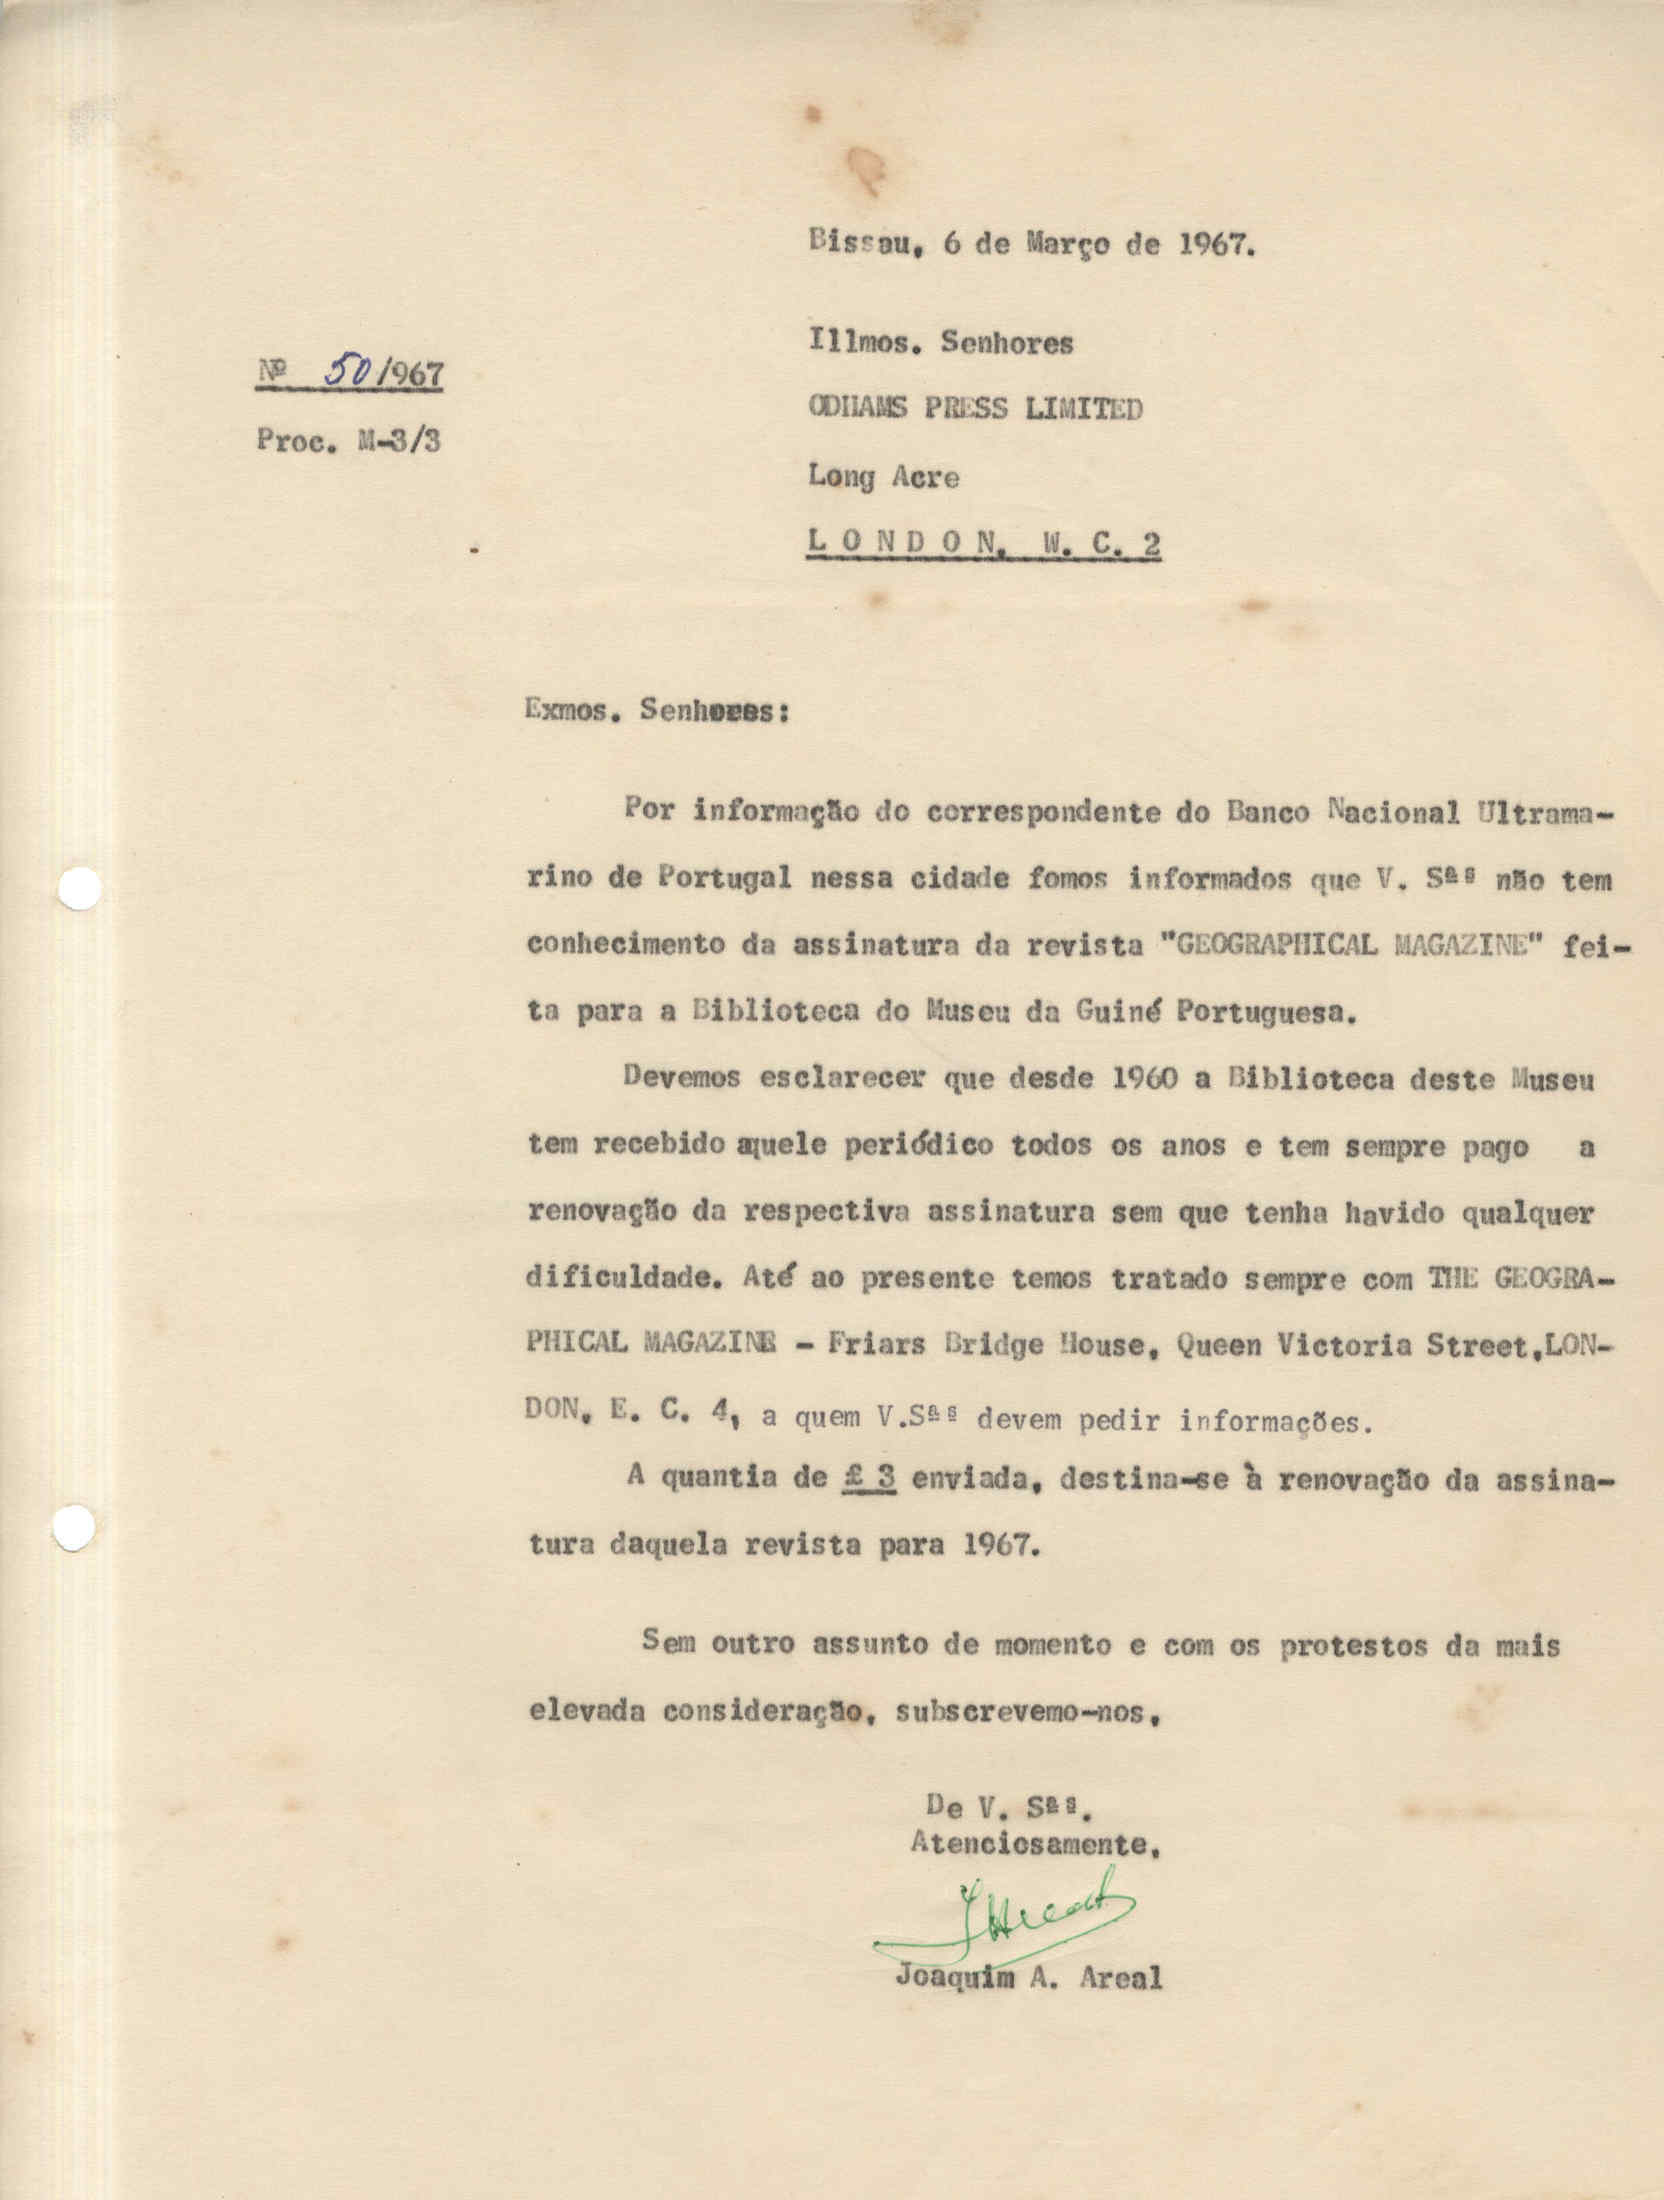 Bissau, 6 de Março de 1967.
Illmos. Senhores
Nº 50/967
ODHAMS PRESS LIMITED
Proc. M-3/3
Long Acre
L O N D O N, W. C. 2
Exmos. Senhores:
Por informação do correspondente do Banco Nacional Ultrama-
rino de Portugal nessa cidade fomos informados que V. Sªs não tem
conhecimento da assinatura da revista "GEOGRAPHICAL MAGAZINE" fei-
ta para a Biblioteca do Museu da Guiné Portuguesa.
Devemos esclarecer que desde 1960 a Biblioteca deste Museu
tem recebido aquele periódico todos os anos e tem sempre pago a
renovação da respectiva assinatura sem que tenha havido qualquer
dificuldade. Até ao presente temos tratado sempre com THE GEOGRA-
PHICAL MAGAZINE - Friars Bridge House, Queen Victoria Street,LON-
DON, E. C. 4, a quem V.Sªs devem pedir informações.
A quantia de £ 3 enviada, destina-se à renovação da assina-
tura daquela revista para 1967.
Sem outro assunto de momento e com os protestos da mais
elevada consideração, subscrevemo-nos,
De V. Sªs.
Atenciosamente,
JAreal
Joaquim A. Areal